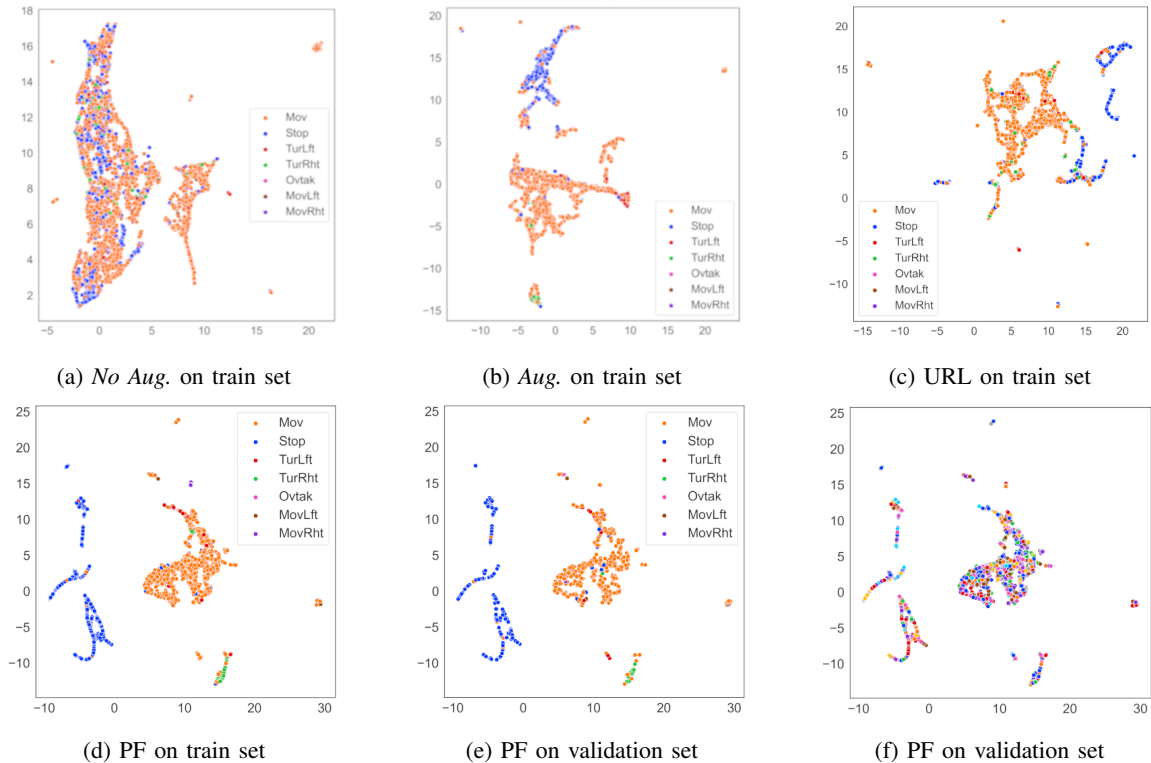 18
16
14
12
10
8
6
4
2
−5
0
5
10
15
20
Mov
Stop
TurLft
TurRht
Ovtak
MovLft
MovRht
(a) No Aug. on train set
20
15
10
5
0
−5
−10
−15
−10
−5
0
5
10
15
20
Mov
Stop
TurLft
TurRht
Ovtak
MovLft
MovRht
(b) Aug. on train set
20
15
10
5
0
−5
−10
−15
−10
−5
0
5
10
15
20
Mov
Stop
TurLft
TurRht
Ovtak
MovLft
MovRht
(c) URL on train set
25
20
15
10
5
0
−5
−10
−10
0
10
20
30
Mov
Stop
TurLft
TurRht
Ovtak
MovLft
MovRht
(d) PF on train set
25
20
15
10
5
0
−5
−10
−10
0
10
20
30
Mov
Stop
TurLft
TurRht
Ovtak
MovLft
MovRht
(e) PF on validation set
25
20
15
10
5
0
−5
−10
−10
0
10
20
30
(f) PF on validation set